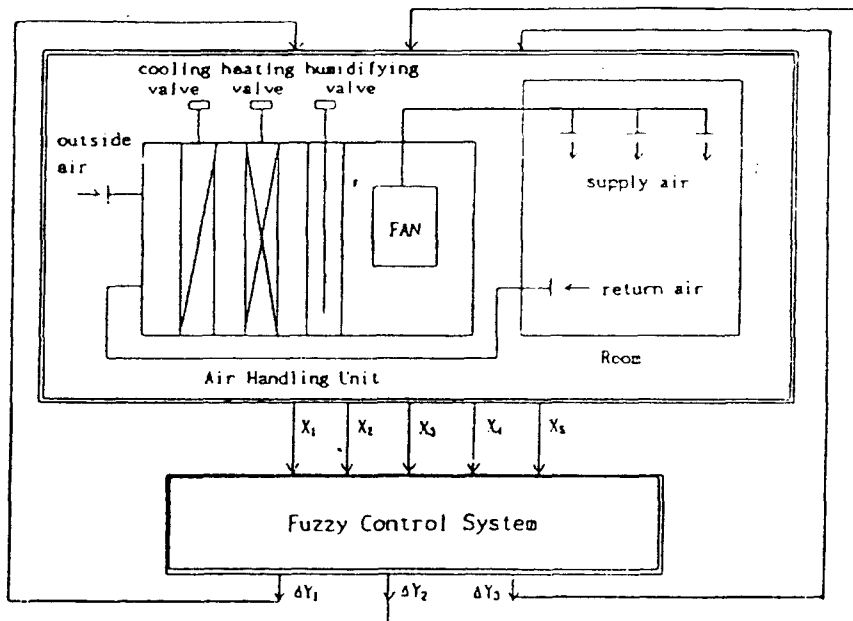 cooling heating humidifying
valve valve valve
outside
air
FAN
supply air
return air
Room
Air Handling Unit
X₁ X₂ X₃ X₄ X₅
Fuzzy Control System
ΔY₁ ΔY₂ ΔY₃